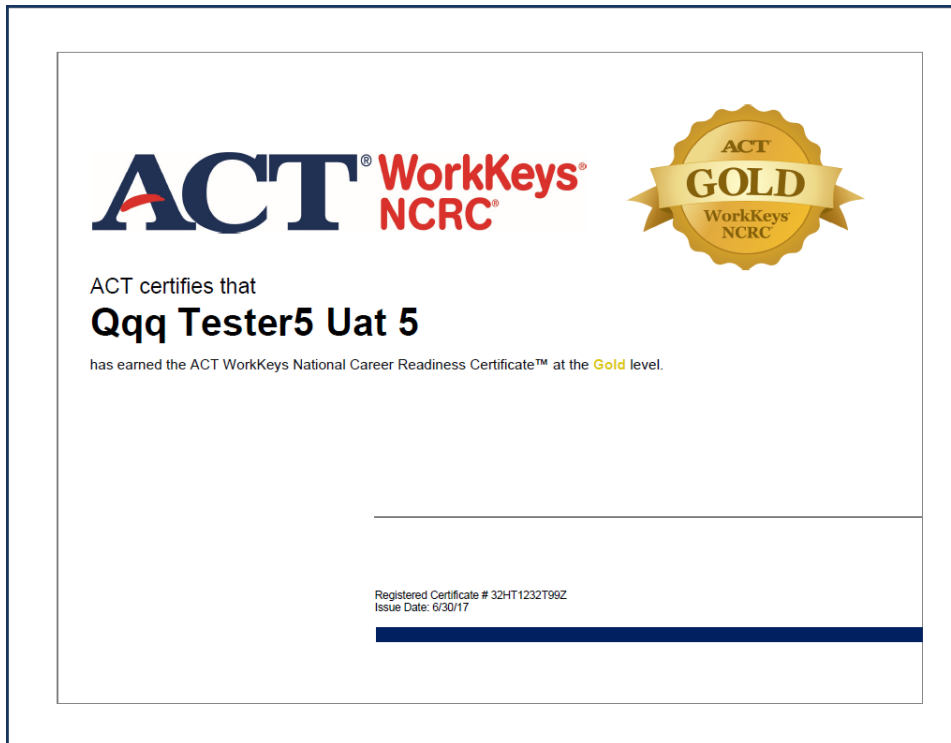 ACT® WorkKeys®
NCRC®
ACT
GOLD
WorkKeys
NCRC
ACT certifies that
Qqq Tester5 Uat 5
has earned the ACT WorkKeys National Career Readiness Certificate™ at the Gold level.
Registered Certificate # 32HT1232T99Z
Issue Date: 6/30/17